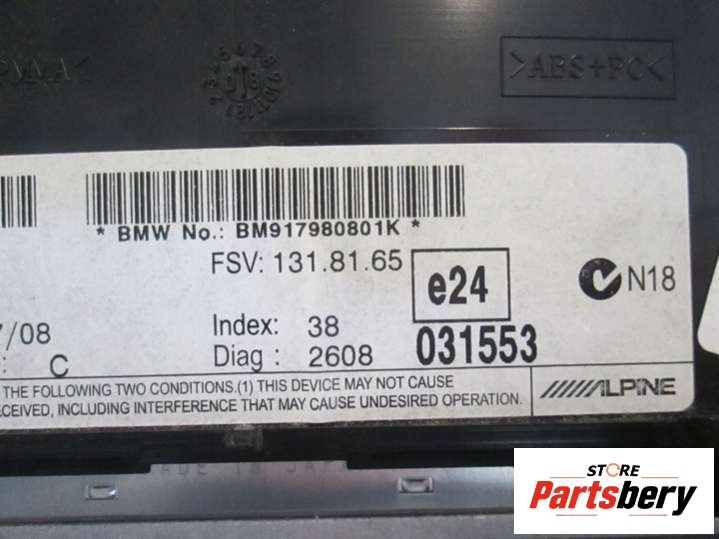 >ABS+PC<
* BMW No.: BM917980801K *
FSV: 131.81.65
e24
N18
/08
Index: 38
031553
: C
Diag : 2608
THE FOLLOWING TWO CONDITIONS.(1) THIS DEVICE MAY NOT CAUSE
ECEIVED, INCLUDING INTERFERENCE THAT MAY CAUSE UNDESIRED OPERATION.
ALPINE
STORE
Partsbery